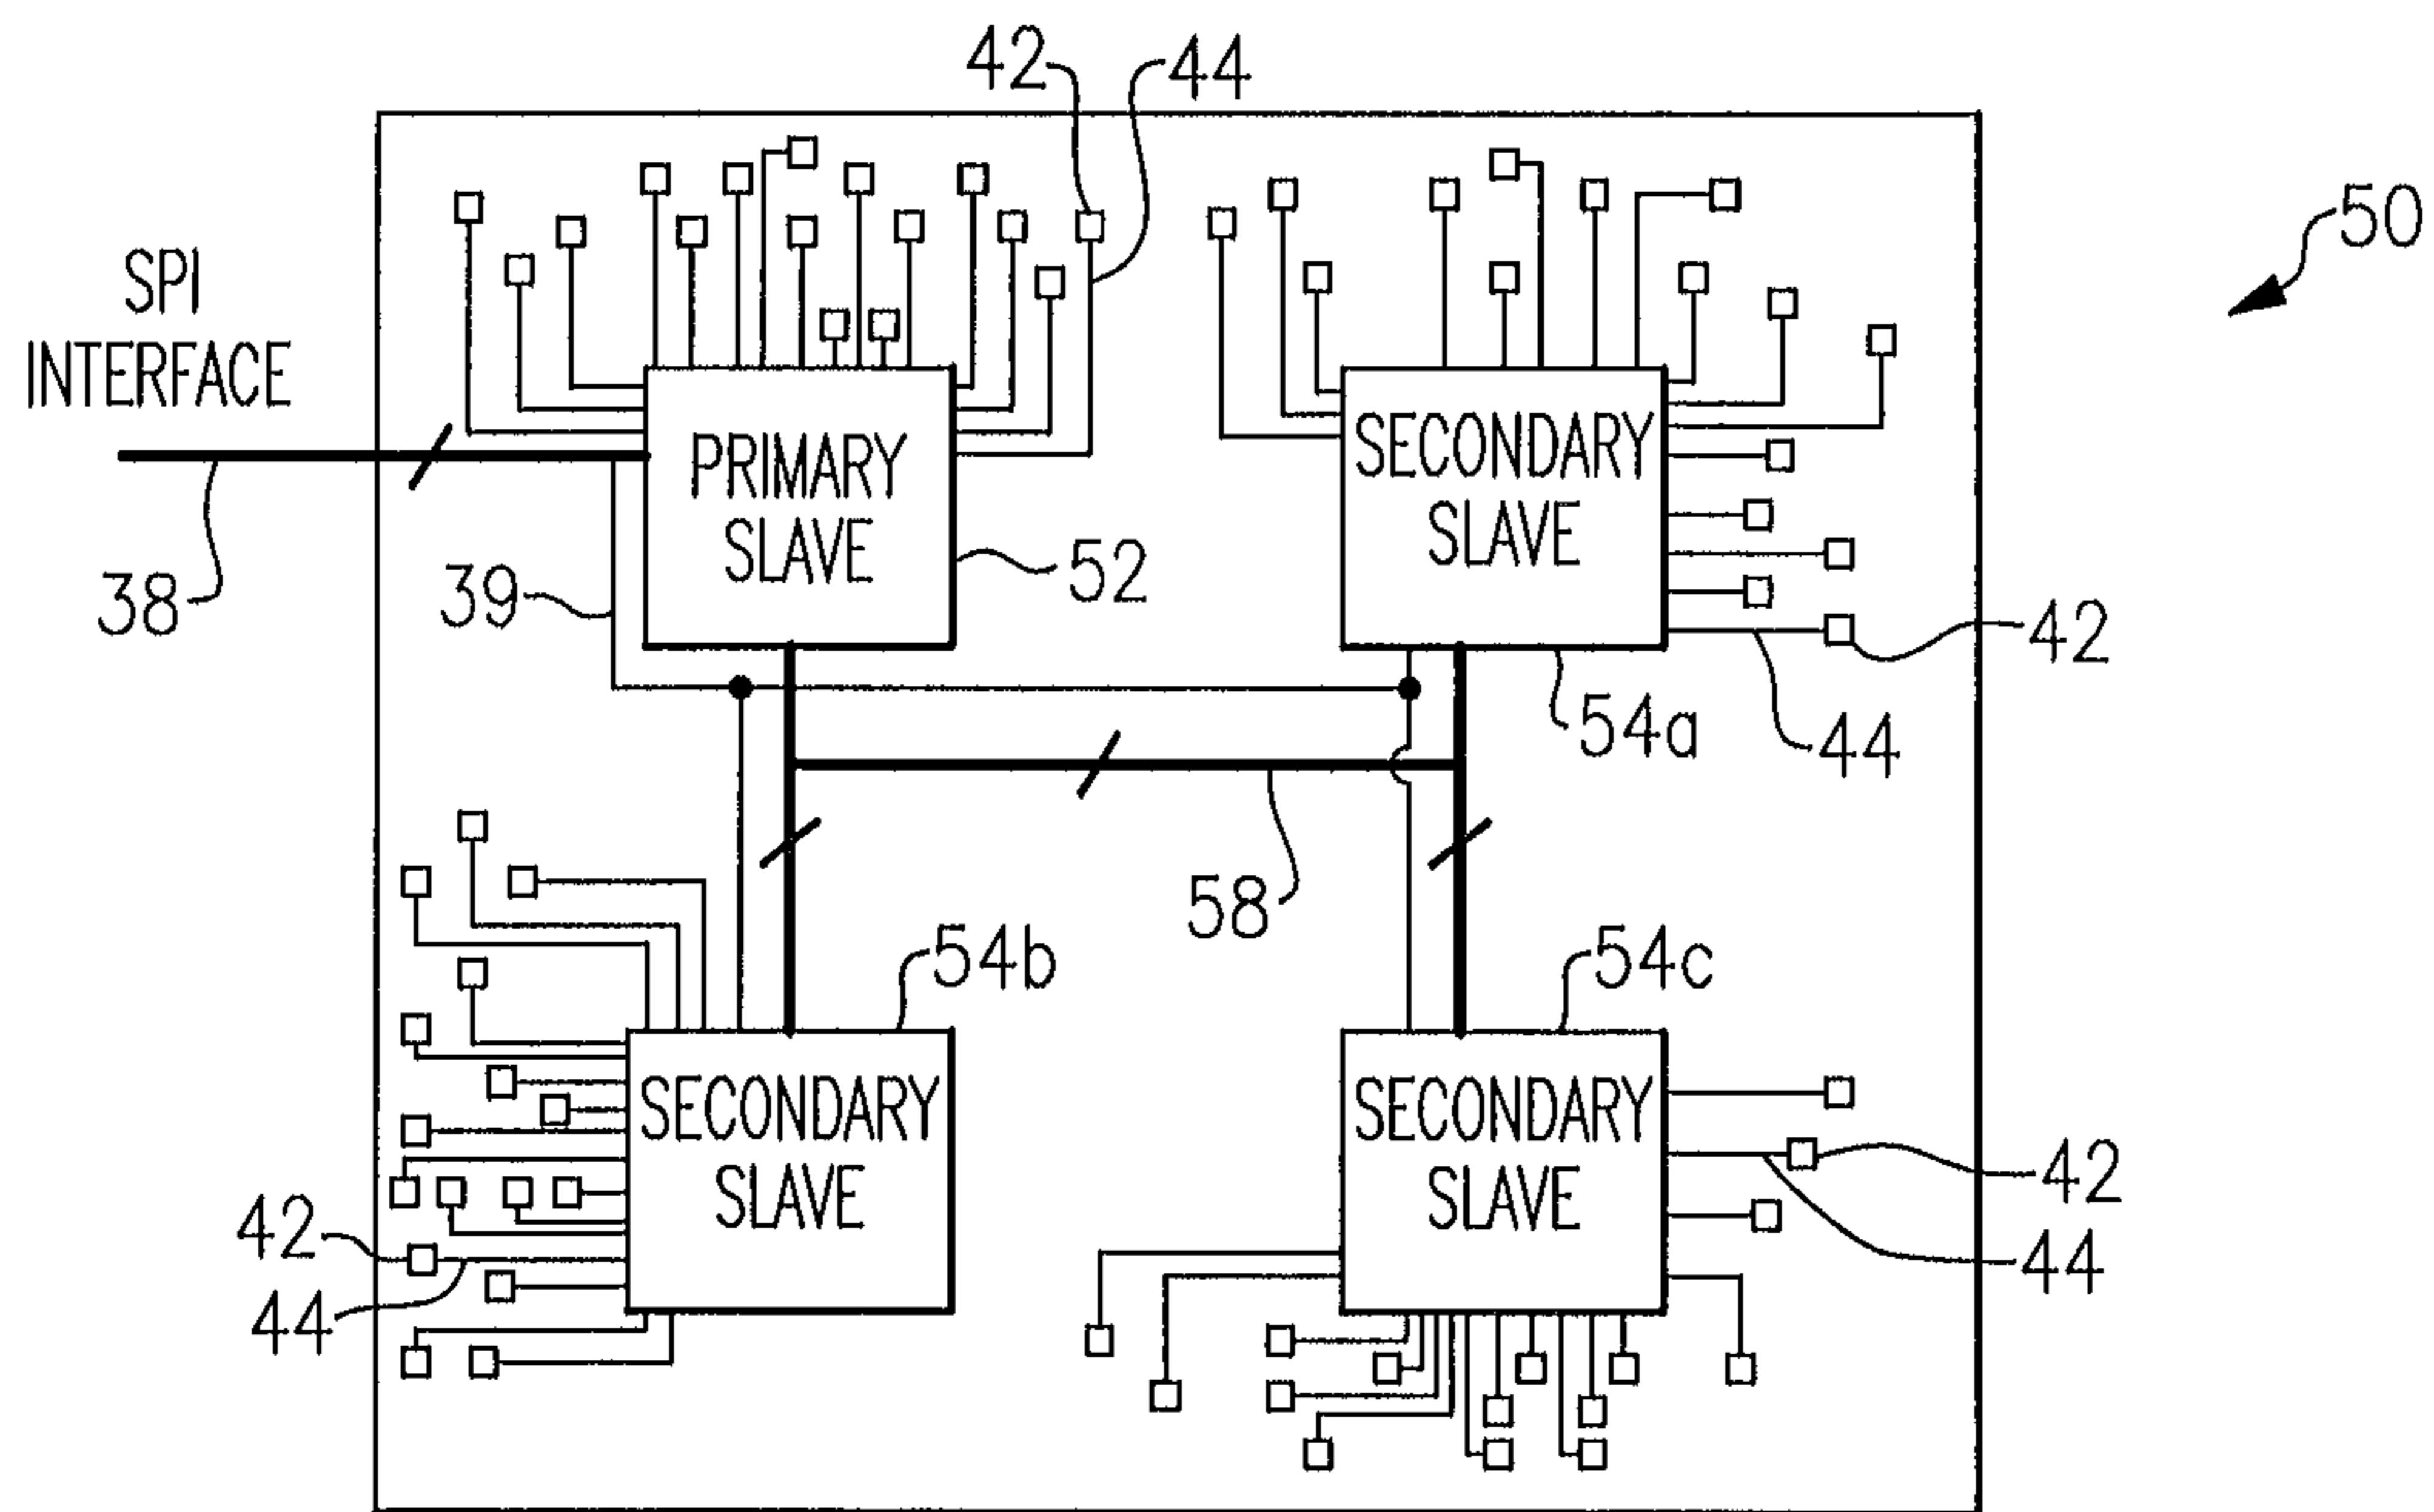 42
44
50
SPI
INTERFACE
PRIMARY
SLAVE
SECONDARY
SLAVE
38
39
52
42
54a
44
58
54b
54c
SECONDARY
SLAVE
SECONDARY
SLAVE
42
44
42
44